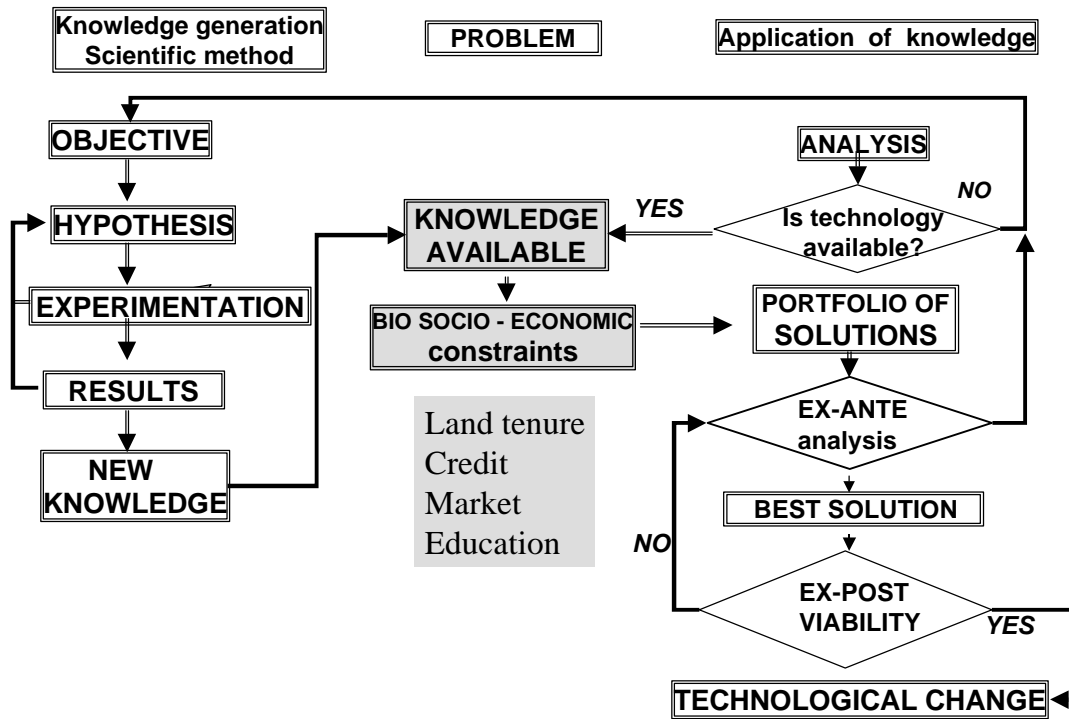 Knowledge generation
Scientific method
PROBLEM
Application of knowledge
OBJECTIVE
HYPOTHESIS
EXPERIMENTATION
RESULTS
NEW
KNOWLEDGE
KNOWLEDGE
AVAILABLE
BIO SOCIO - ECONOMIC
constraints
Land tenure
Credit
Market
Education
ANALYSIS
NO
YES
Is technology
available?
PORTFOLIO OF
SOLUTIONS
EX-ANTE
analysis
BEST SOLUTION
NO
EX-POST
VIABILITY
YES
TECHNOLOGICAL CHANGE